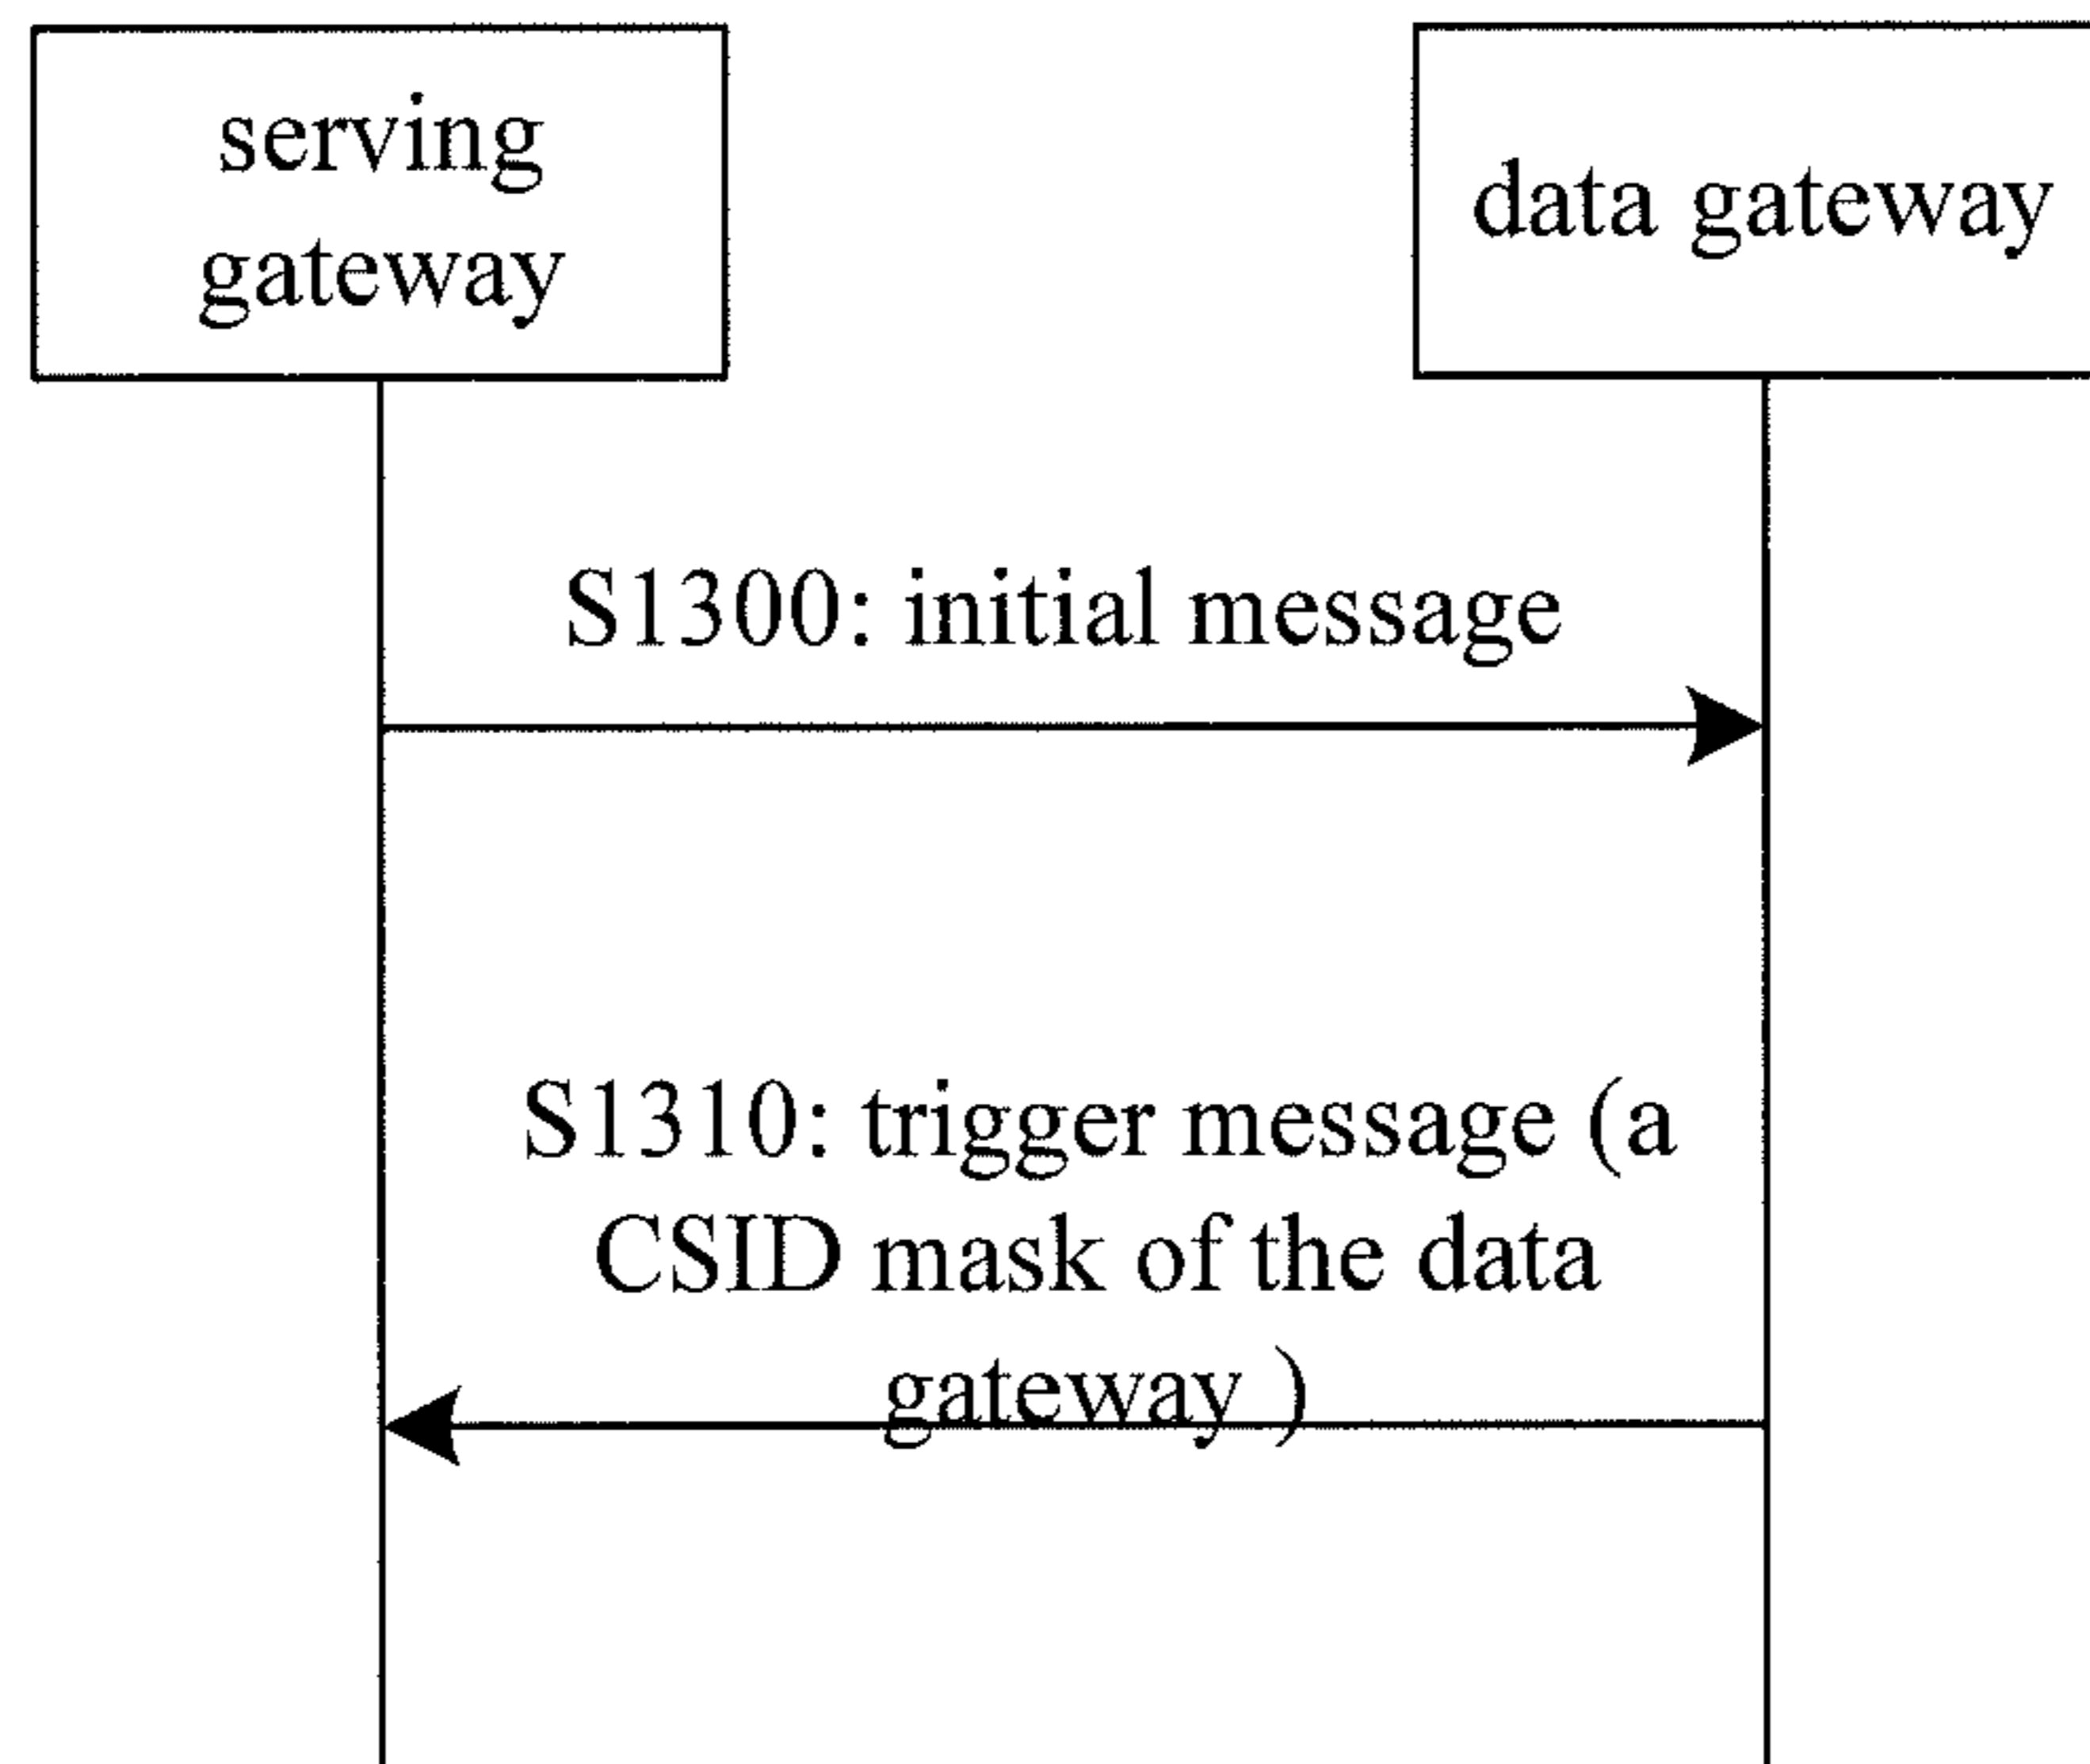 serving
gateway
data gateway
S1300: initial message
S1310: trigger message (a
CSID mask of the data
gateway )